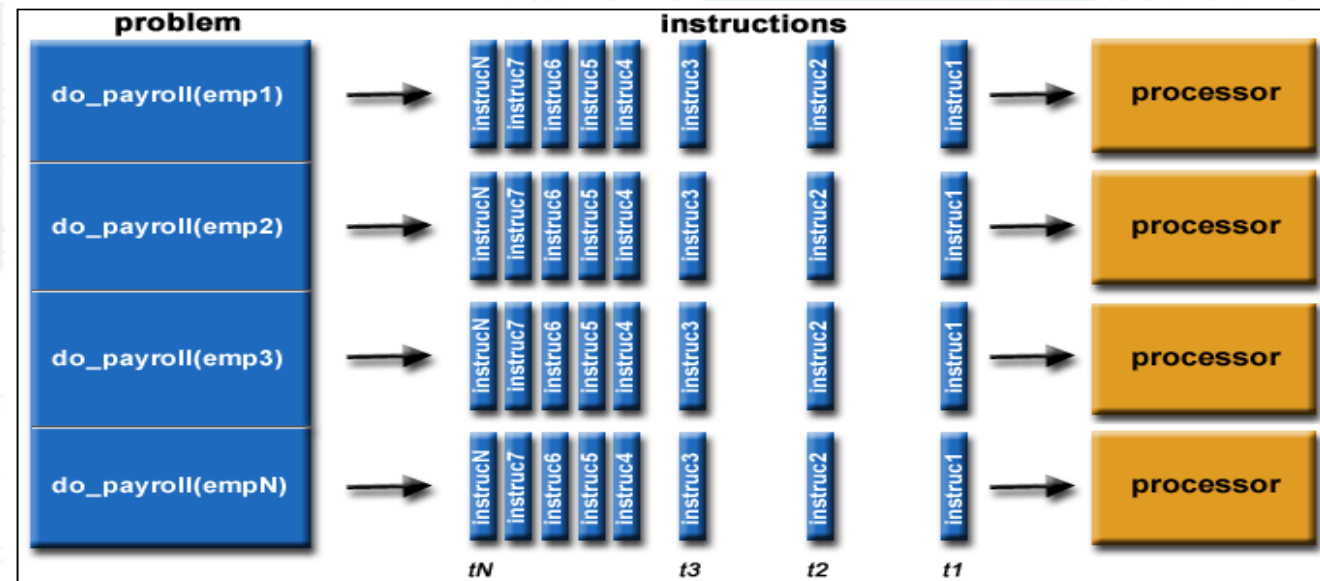 problem instructions
do_payroll(emp1) instrucN instruc7 instruc6 instruc5 instruc4 instruc3 instruc2 instruc1 processor
do_payroll(emp2) instrucN instruc7 instruc6 instruc5 instruc4 instruc3 instruc2 instruc1 processor
do_payroll(emp3) instrucN instruc7 instruc6 instruc5 instruc4 instruc3 instruc2 instruc1 processor
do_payroll(empN) instrucN instruc7 instruc6 instruc5 instruc4 instruc3 instruc2 instruc1 processor
tN t3 t2 t1